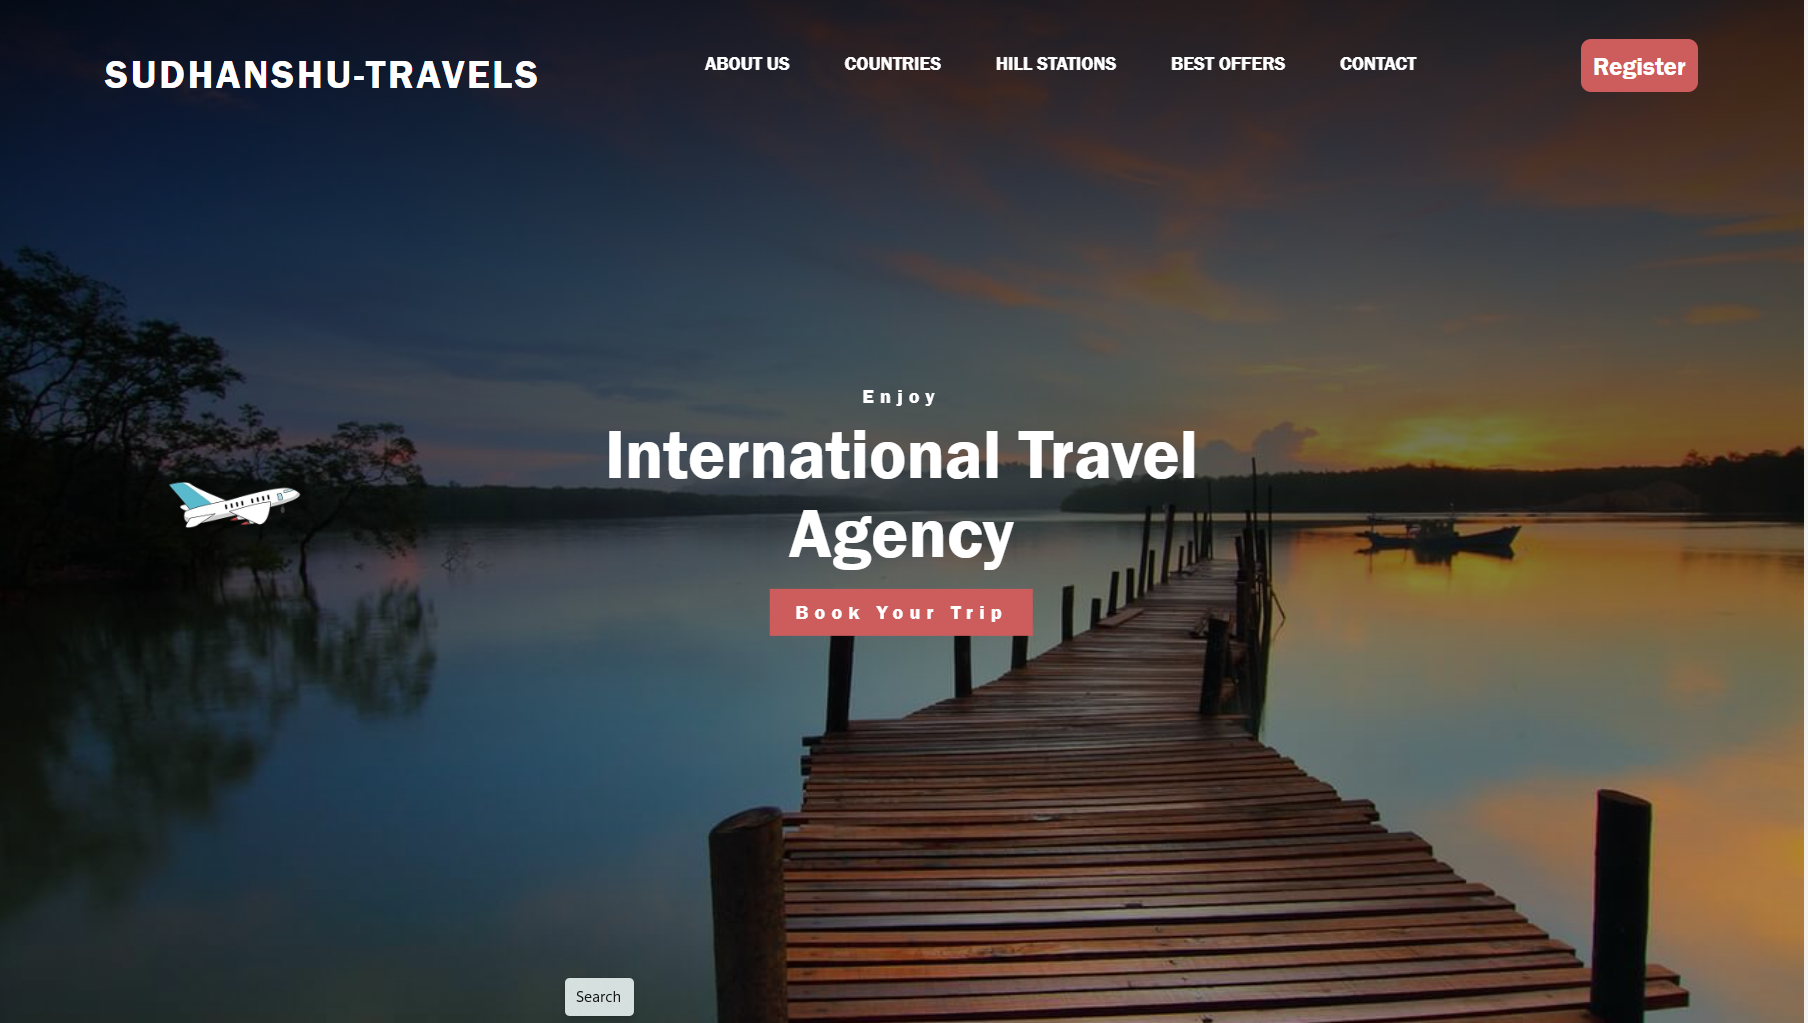 SUDHANSHU-TRAVELS
ABOUT US
COUNTRIES
HILL STATIONS
BEST OFFERS
CONTACT
Register
Enjoy
International Travel
Agency
Book Your Trip
Search